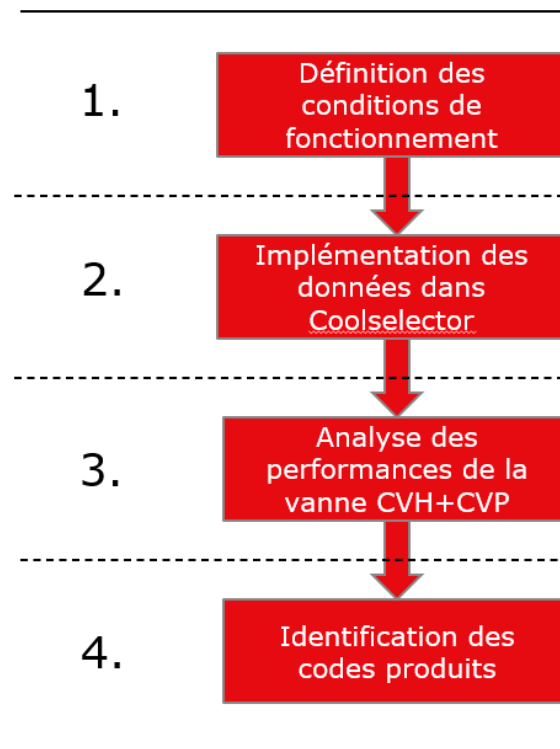 1.
Définition des
conditions de
fonctionnement
2.
Implémentation des
données dans
Coolselector
3.
Analyse des
performances de la
vanne CVH+CVP
4.
Identification des
codes produits